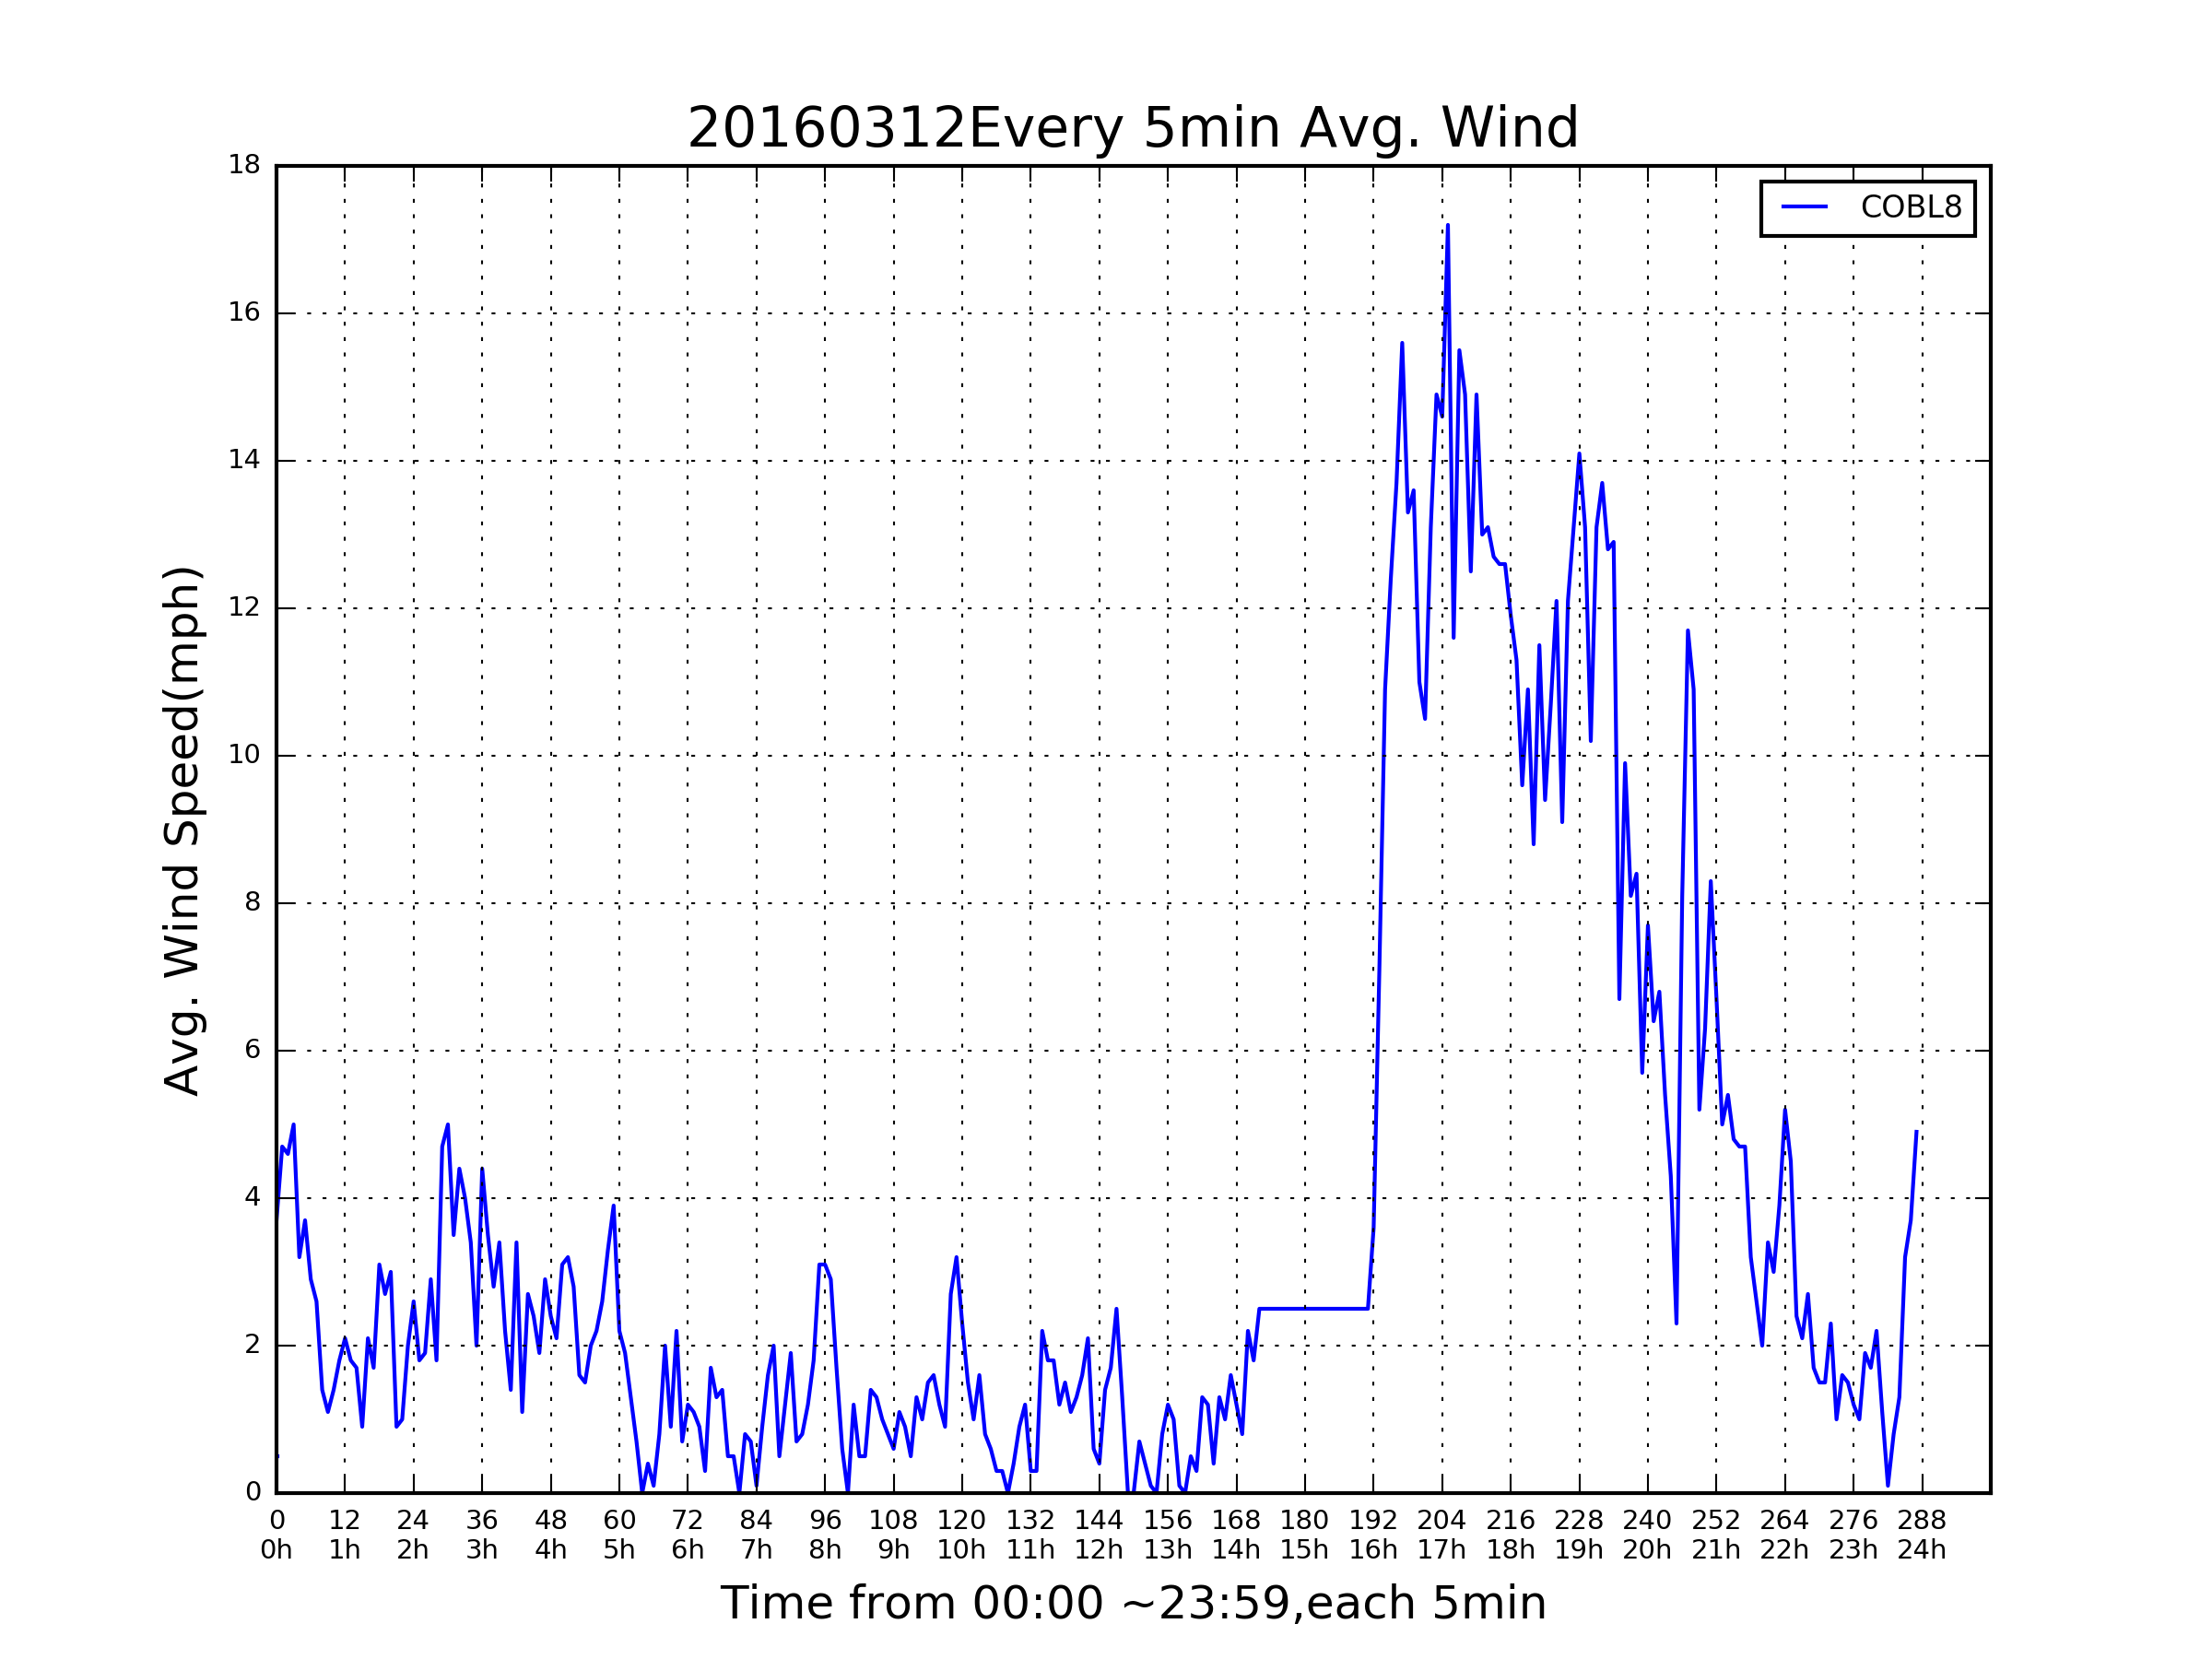 20160312Every 5min Avg. Wind
COBL8
Avg. Wind Speed(mph)
18
16
14
12
10
8
6
4
2
0
0 12 24 36 48 60 72 84 96 108 120 132 144 156 168 180 192 204 216 228 240 252 264 276 288
0h 1h 2h 3h 4h 5h 6h 7h 8h 9h 10h 11h 12h 13h 14h 15h 16h 17h 18h 19h 20h 21h 22h 23h 24h
Time from 00:00 ~23:59,each 5min